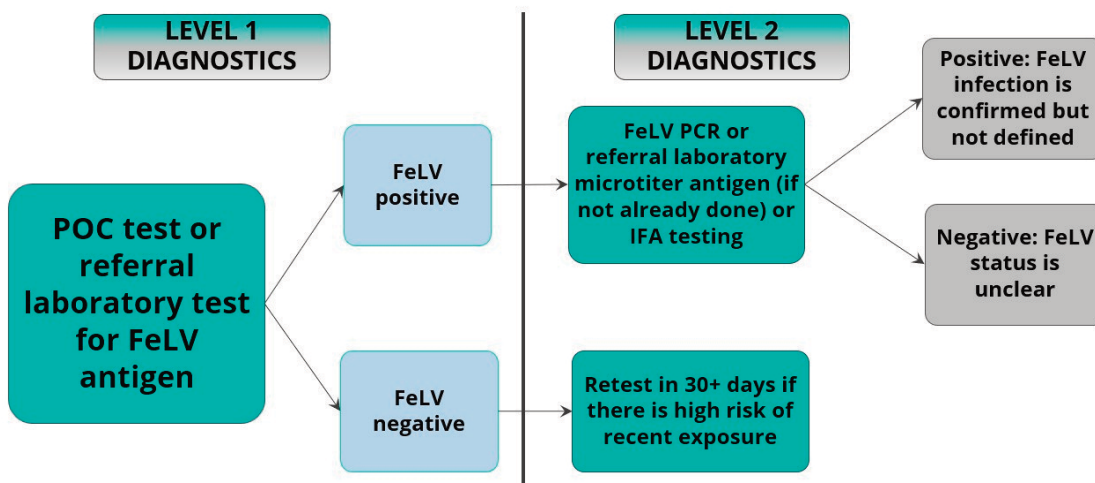 LEVEL 1
DIAGNOSTICS
LEVEL 2
DIAGNOSTICS
POC test or
referral
laboratory test
for FeLV
antigen
FeLV
positive
FeLV
negative
FeLV PCR or
referral laboratory
microtiter antigen (if
not already done) or
IFA testing
Retest in 30+ days if
there is high risk of
recent exposure
Positive: FeLV
infection is
confirmed but
not defined
Negative: FeLV
status is
unclear